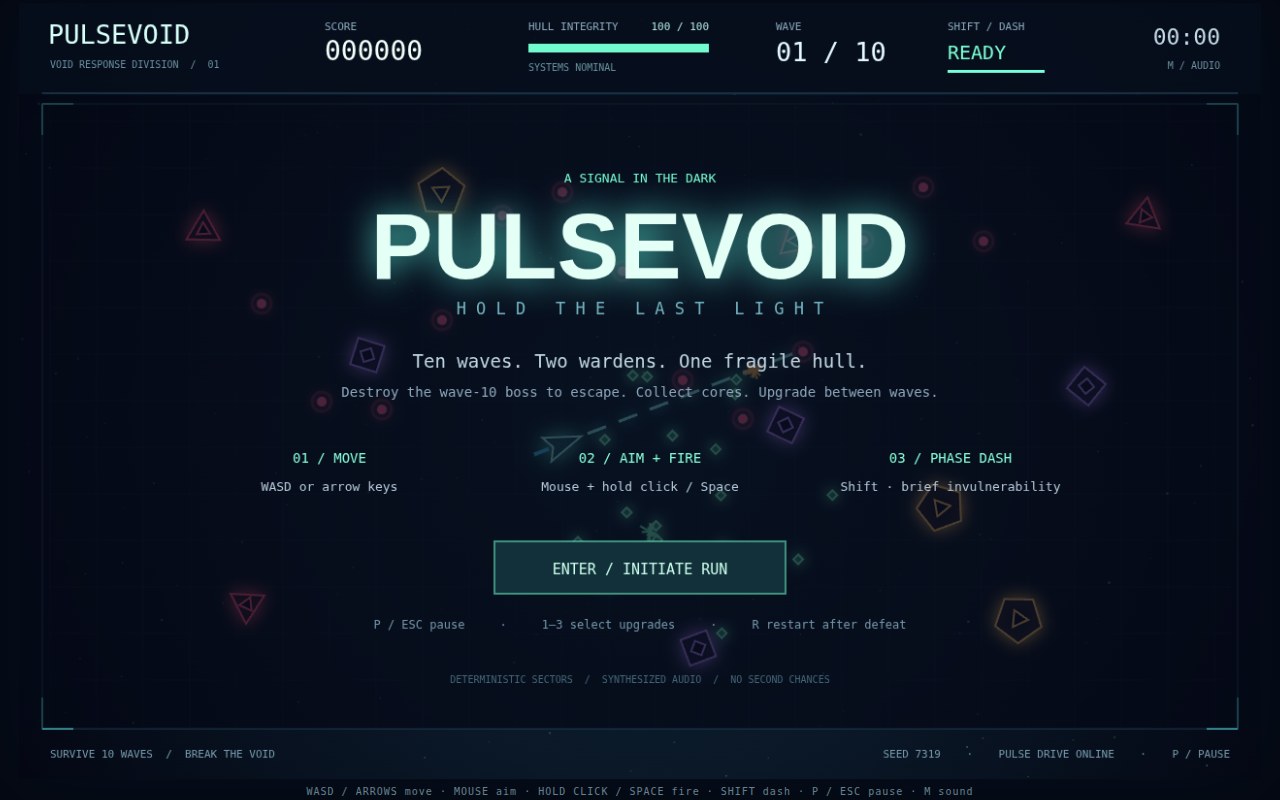 PULSEVOID
VOID RESPONSE DIVISION / 01
SCORE
000000
HULL INTEGRITY 100 / 100
SYSTEMS NOMINAL
WAVE
01 / 10
SHIFT / DASH
READY
00:00
M / AUDIO
A SIGNAL IN THE DARK
PULSEVOID
HOLD THE LAST LIGHT
Ten waves. Two wardens. One fragile hull.
Destroy the wave-10 boss to escape. Collect cores. Upgrade between waves.
01 / MOVE
WASD or arrow keys
02 / AIM + FIRE
Mouse + hold click / Space
03 / PHASE DASH
Shift · brief invulnerability
ENTER / INITIATE RUN
P / ESC pause · 1–3 select upgrades · R restart after defeat
DETERMINISTIC SECTORS / SYNTHESIZED AUDIO / NO SECOND CHANCES
SURVIVE 10 WAVES / BREAK THE VOID
SEED 7319 · PULSE DRIVE ONLINE · P / PAUSE
WASD / ARROWS move · MOUSE aim · HOLD CLICK / SPACE fire · SHIFT dash · P / ESC pause · M sound